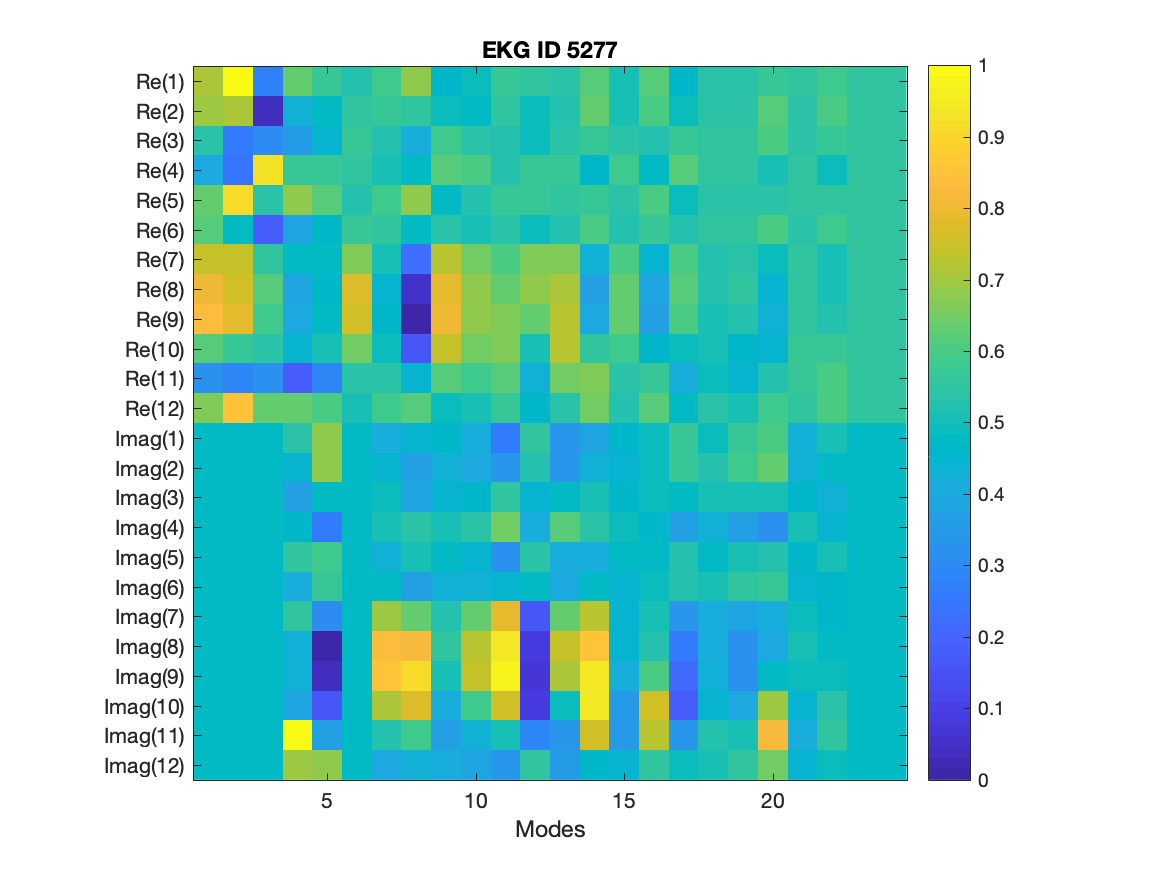 EKG ID 5277
Re(1)
Re(2)
Re(3)
Re(4)
Re(5)
Re(6)
Re(7)
Re(8)
Re(9)
Re(10)
Re(11)
Re(12)
Imag(1)
Imag(2)
Imag(3)
Imag(4)
Imag(5)
Imag(6)
Imag(7)
Imag(8)
Imag(9)
Imag(10)
Imag(11)
Imag(12)
5 10 15 20
Modes
1
0.9
0.8
0.7
0.6
0.5
0.4
0.3
0.2
0.1
0